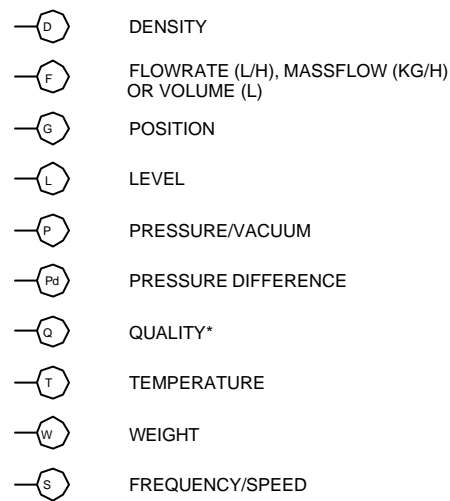 D DENSITY
F FLOWRATE (L/H), MASSFLOW (KG/H)
OR VOLUME (L)
G POSITION
L LEVEL
P PRESSURE/VACUUM
Pd PRESSURE DIFFERENCE
Q QUALITY*
T TEMPERATURE
W WEIGHT
S FREQUENCY/SPEED